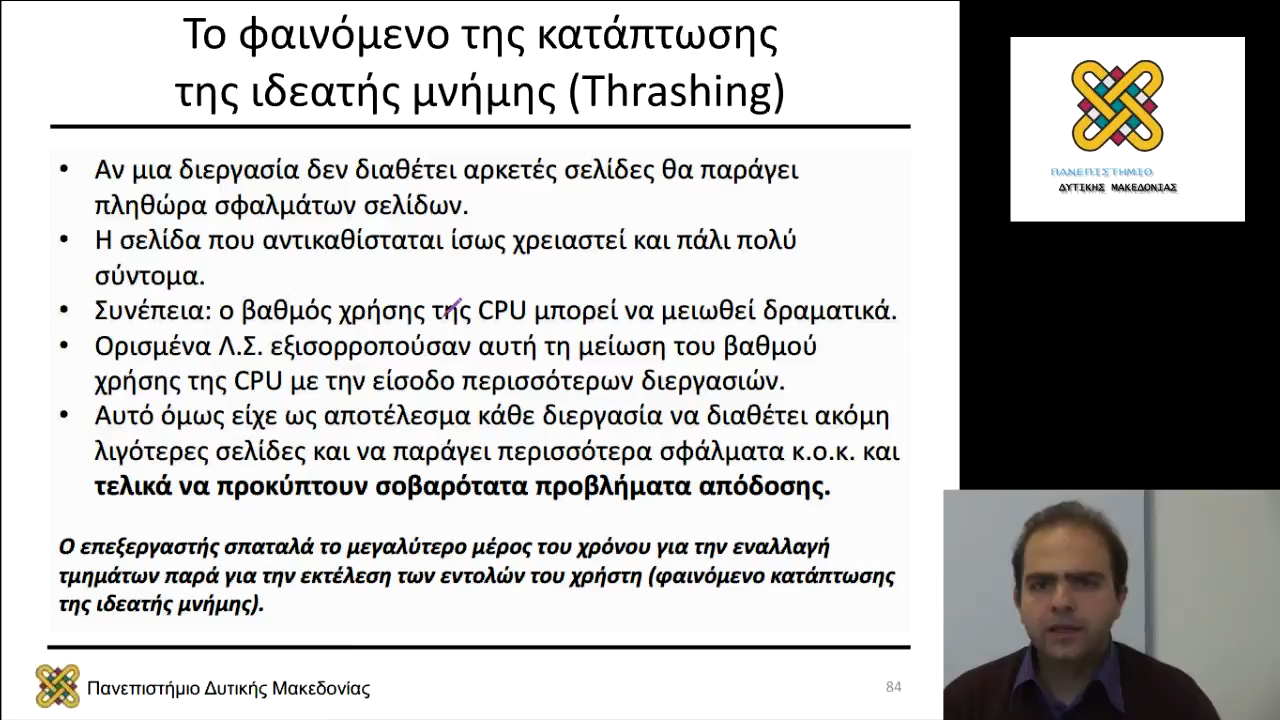 Το φαινόμενο της κατάπτωσης
της ιδεατής μνήμης (Thrashing)
• Αν μια διεργασία δεν διαθέτει αρκετές σελίδες θα παράγει
πληθώρα σφαλμάτων σελίδων.
• Η σελίδα που αντικαθίσταται ίσως χρειαστεί και πάλι πολύ
σύντομα.
• Συνέπεια: ο βαθμός χρήσης της CPU μπορεί να μειωθεί δραματικά.
• Ορισμένα Λ.Σ. εξισορροπούσαν αυτή τη μείωση του βαθμού
χρήσης της CPU με την είσοδο περισσότερων διεργασιών.
• Αυτό όμως είχε ως αποτέλεσμα κάθε διεργασία να διαθέτει ακόμη
λιγότερες σελίδες και να παράγει περισσότερα σφάλματα κ.ο.κ. και
τελικά να προκύπτουν σοβαρότατα προβλήματα απόδοσης.
Ο επεξεργαστής σπαταλά το μεγαλύτερο μέρος του χρόνου για την εναλλαγή
τμημάτων παρά για την εκτέλεση των εντολών του χρήστη (φαινόμενο κατάπτωσης
της ιδεατής μνήμης).
Πανεπιστήμιο Δυτικής Μακεδονίας
84
ΠΑΝΕΠΙΣΤΗΜΙΟ
ΔΥΤΙΚΗΣ ΜΑΚΕΔΟΝΙΑΣ